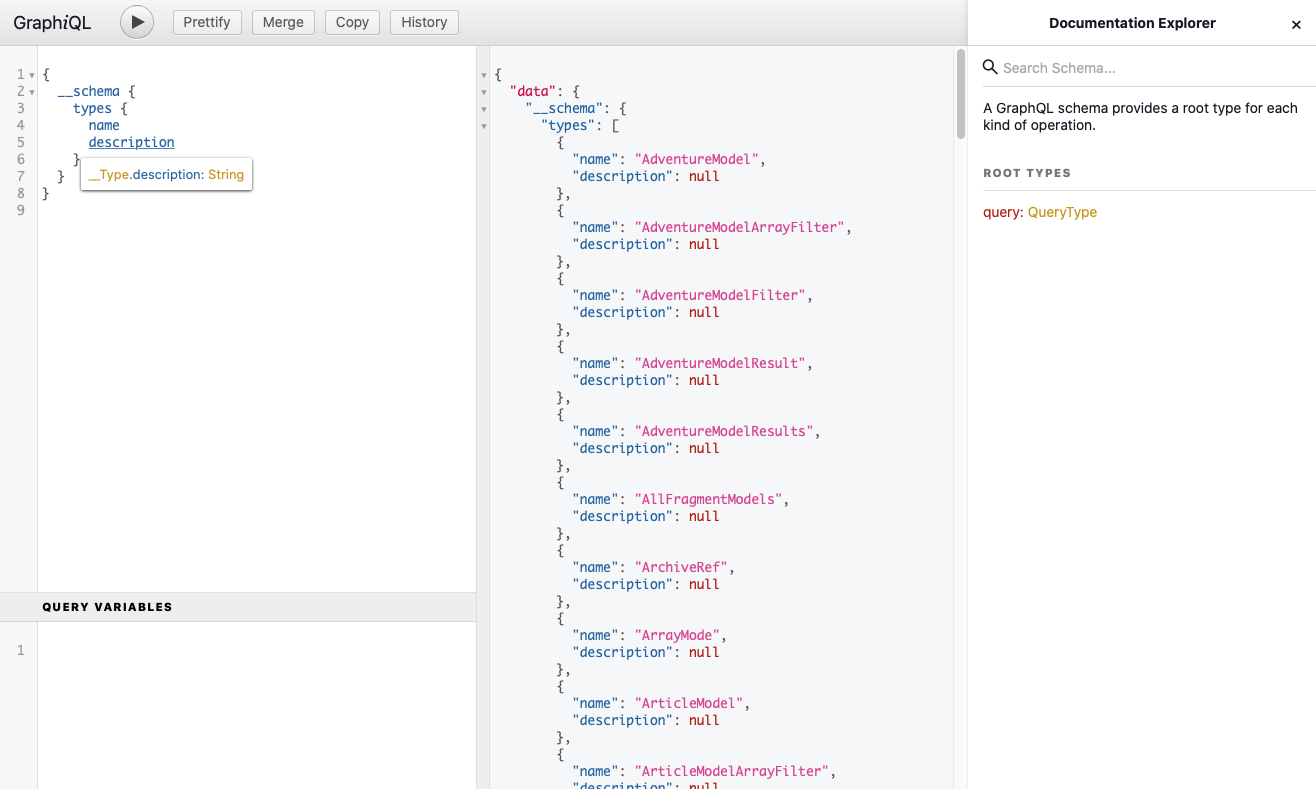 GraphiQL
Prettify
Merge
Copy
History
1 {
2 __schema {
3 types {
4 name
5 description
6 }
7 }
8 }
9
__Type.description: String
QUERY VARIABLES
1
{
"data": {
"__schema": {
"types": [
{
"name": "AdventureModel",
"description": null
},
{
"name": "AdventureModelArrayFilter",
"description": null
},
{
"name": "AdventureModelFilter",
"description": null
},
{
"name": "AdventureModelResult",
"description": null
},
{
"name": "AdventureModelResults",
"description": null
},
{
"name": "AllFragmentModels",
"description": null
},
{
"name": "ArchiveRef",
"description": null
},
{
"name": "ArrayMode",
"description": null
},
{
"name": "ArticleModel",
"description": null
},
{
"name": "ArticleModelArrayFilter",
"description": null
Documentation Explorer
×
Search Schema...
A GraphQL schema provides a root type for each
kind of operation.
ROOT TYPES
query: QueryType